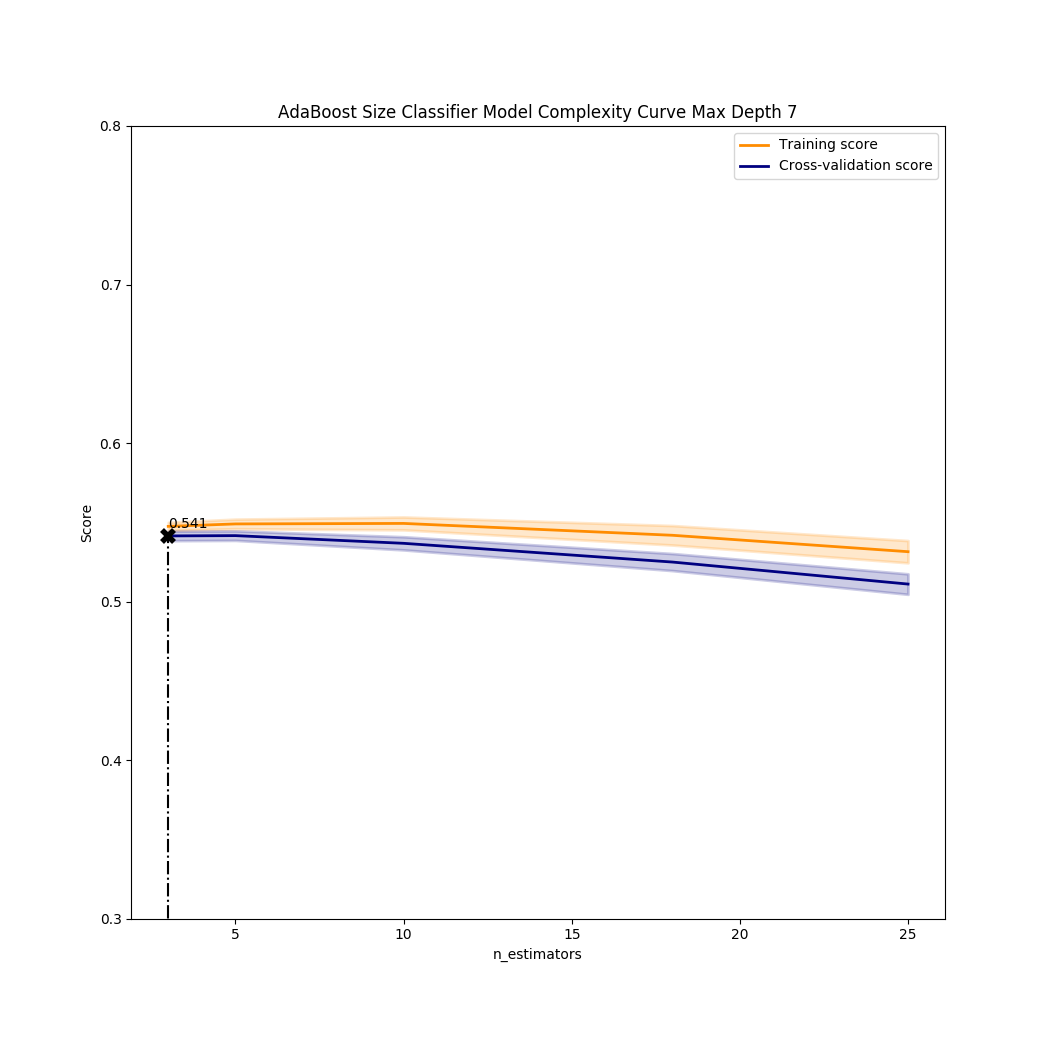 AdaBoost Size Classifier Model Complexity Curve Max Depth 7
Training score
Cross-validation score
0.8
0.7
0.6
0.5
0.4
0.3
Score
0.541
5
10
15
20
25
n_estimators